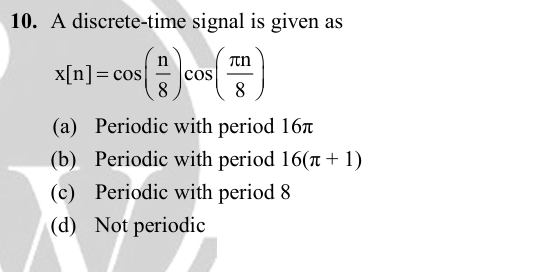 10. A discrete-time signal is given as
x[n] = cos(n/8)cos(πn/8)
(a) Periodic with period 16π
(b) Periodic with period 16(π + 1)
(c) Periodic with period 8
(d) Not periodic